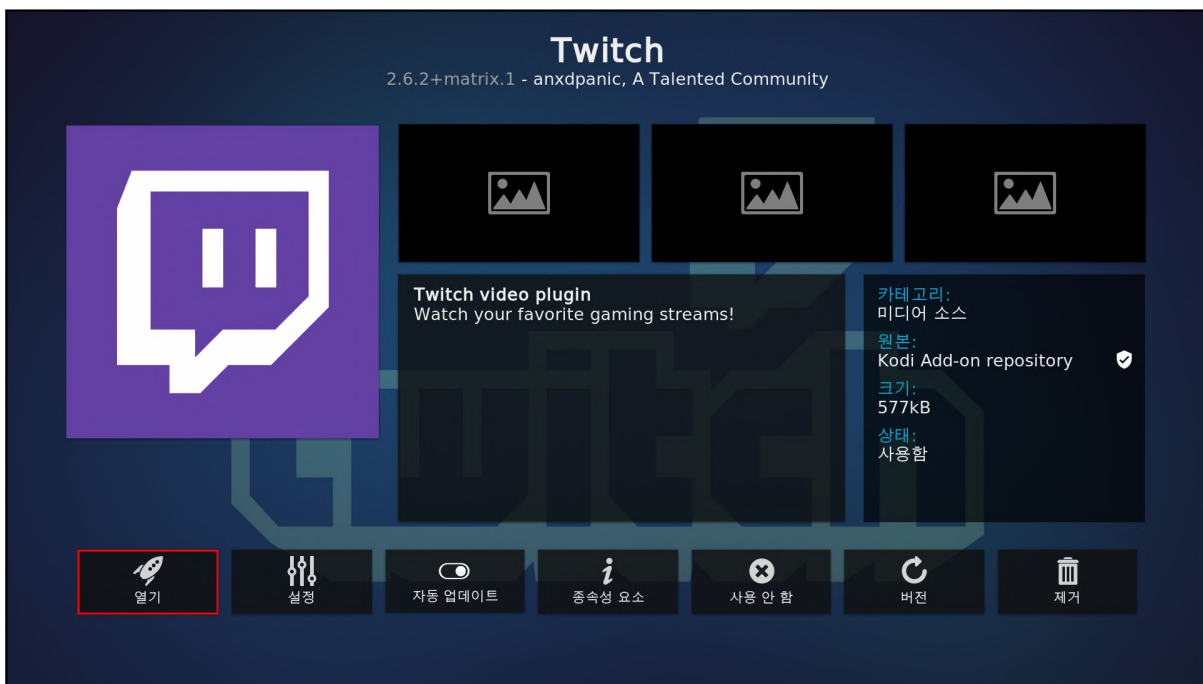 Twitch
2.6.2+matrix.1 - anxdpanic, A Talented Community
Twitch video plugin
Watch your favorite gaming streams!
카테고리:
미디어 소스
원본:
Kodi Add-on repository
크기:
577kB
상태:
사용함
twitch
열기
설정
자동 업데이트
종속성 요소
사용 안 함
버전
제거